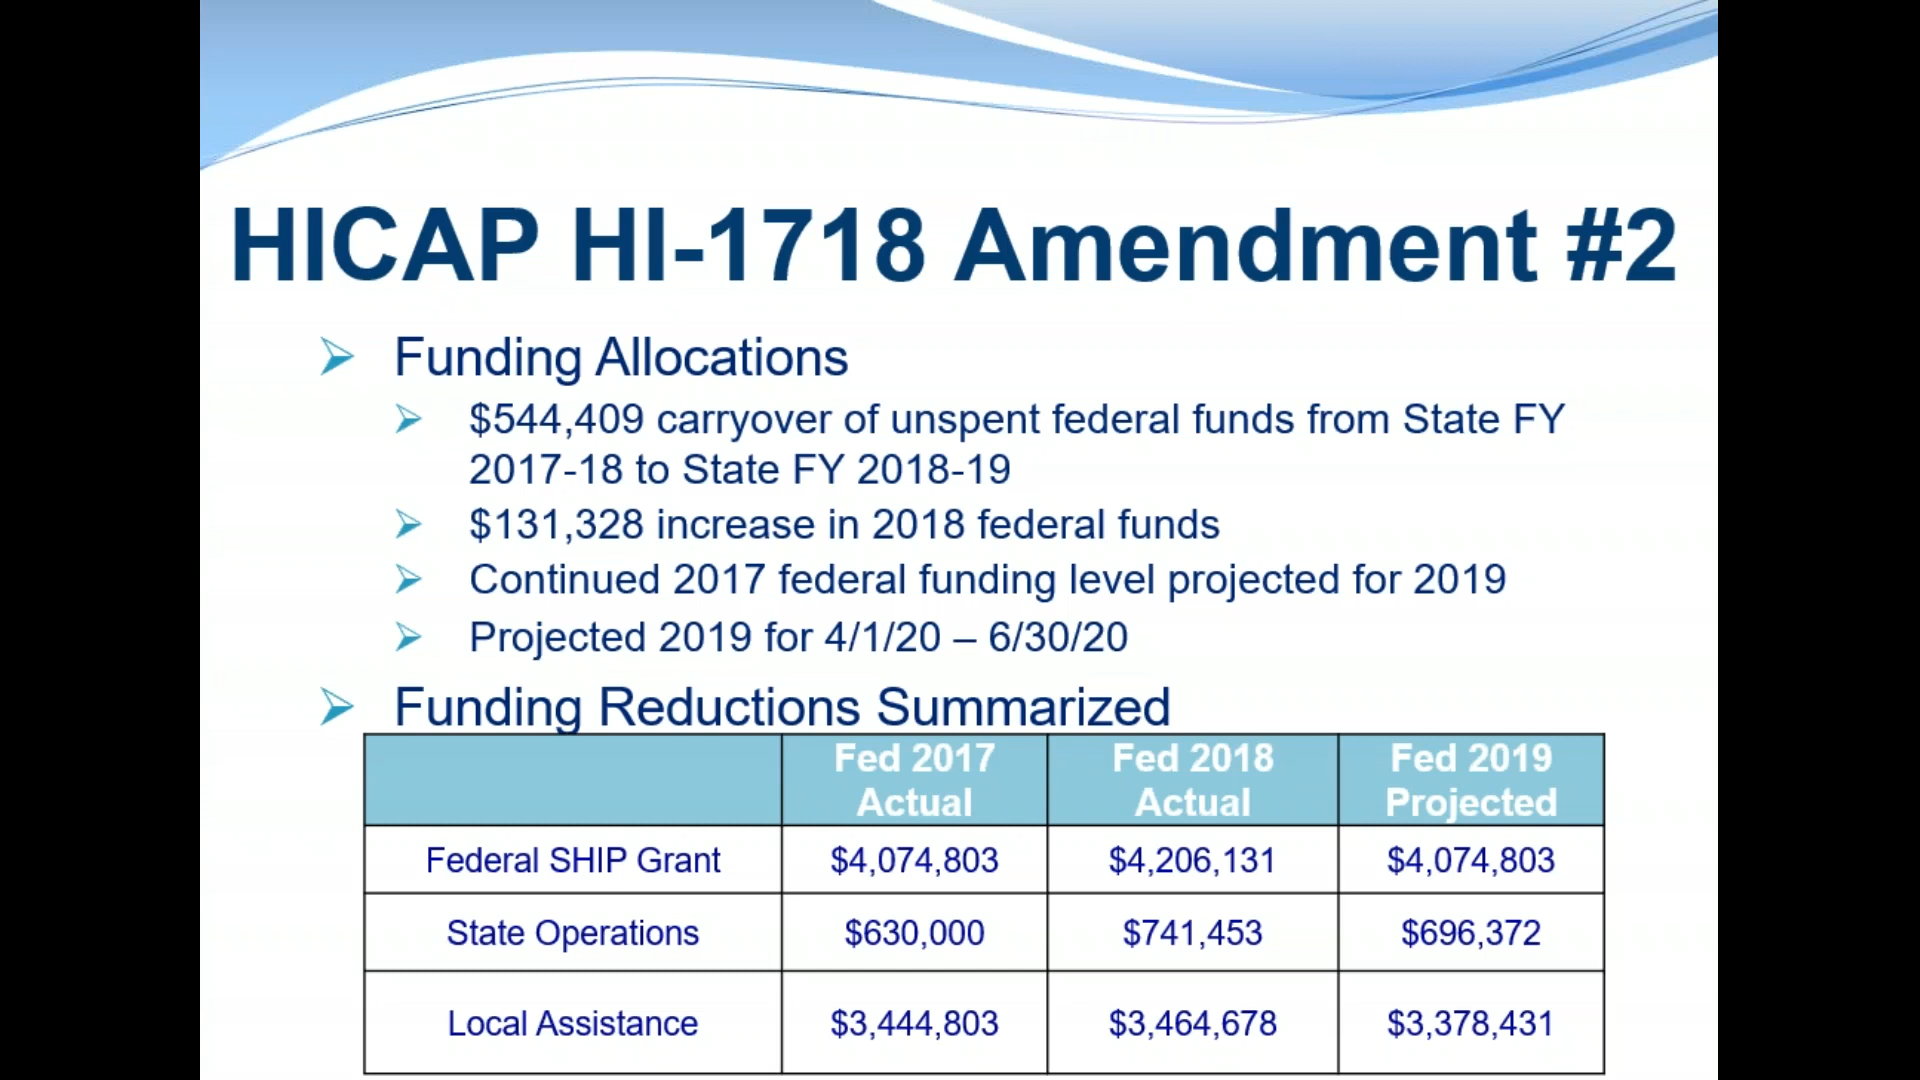 HICAP HI-1718 Amendment #2
Funding Allocations
$544,409 carryover of unspent federal funds from State FY
2017-18 to State FY 2018-19
$131,328 increase in 2018 federal funds
Continued 2017 federal funding level projected for 2019
Projected 2019 for 4/1/20 – 6/30/20
Funding Reductions Summarized
Fed 2017 Actual Fed 2018 Actual Fed 2019 Projected
Federal SHIP Grant $4,074,803 $4,206,131 $4,074,803
State Operations $630,000 $741,453 $696,372
Local Assistance $3,444,803 $3,464,678 $3,378,431